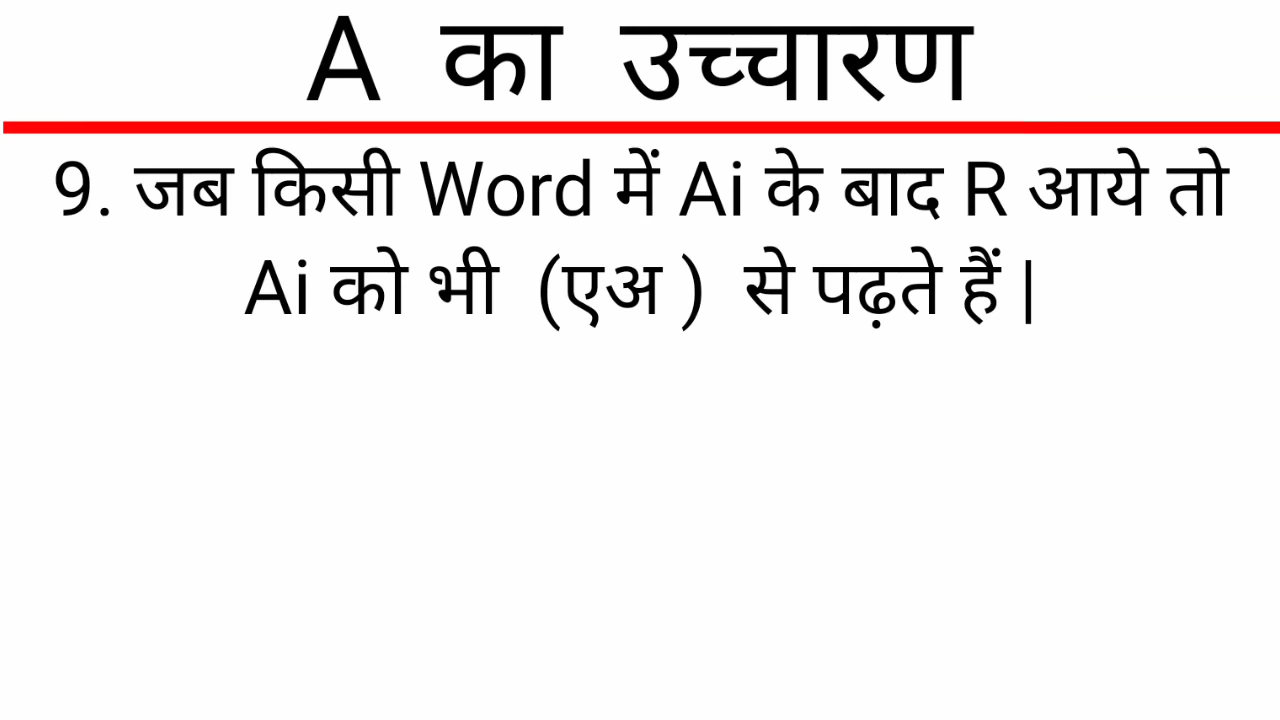 A का उच्चारण
9. जब किसी Word में Ai के बाद R आये तो
Ai को भी (एअ ) से पढ़ते हैं |